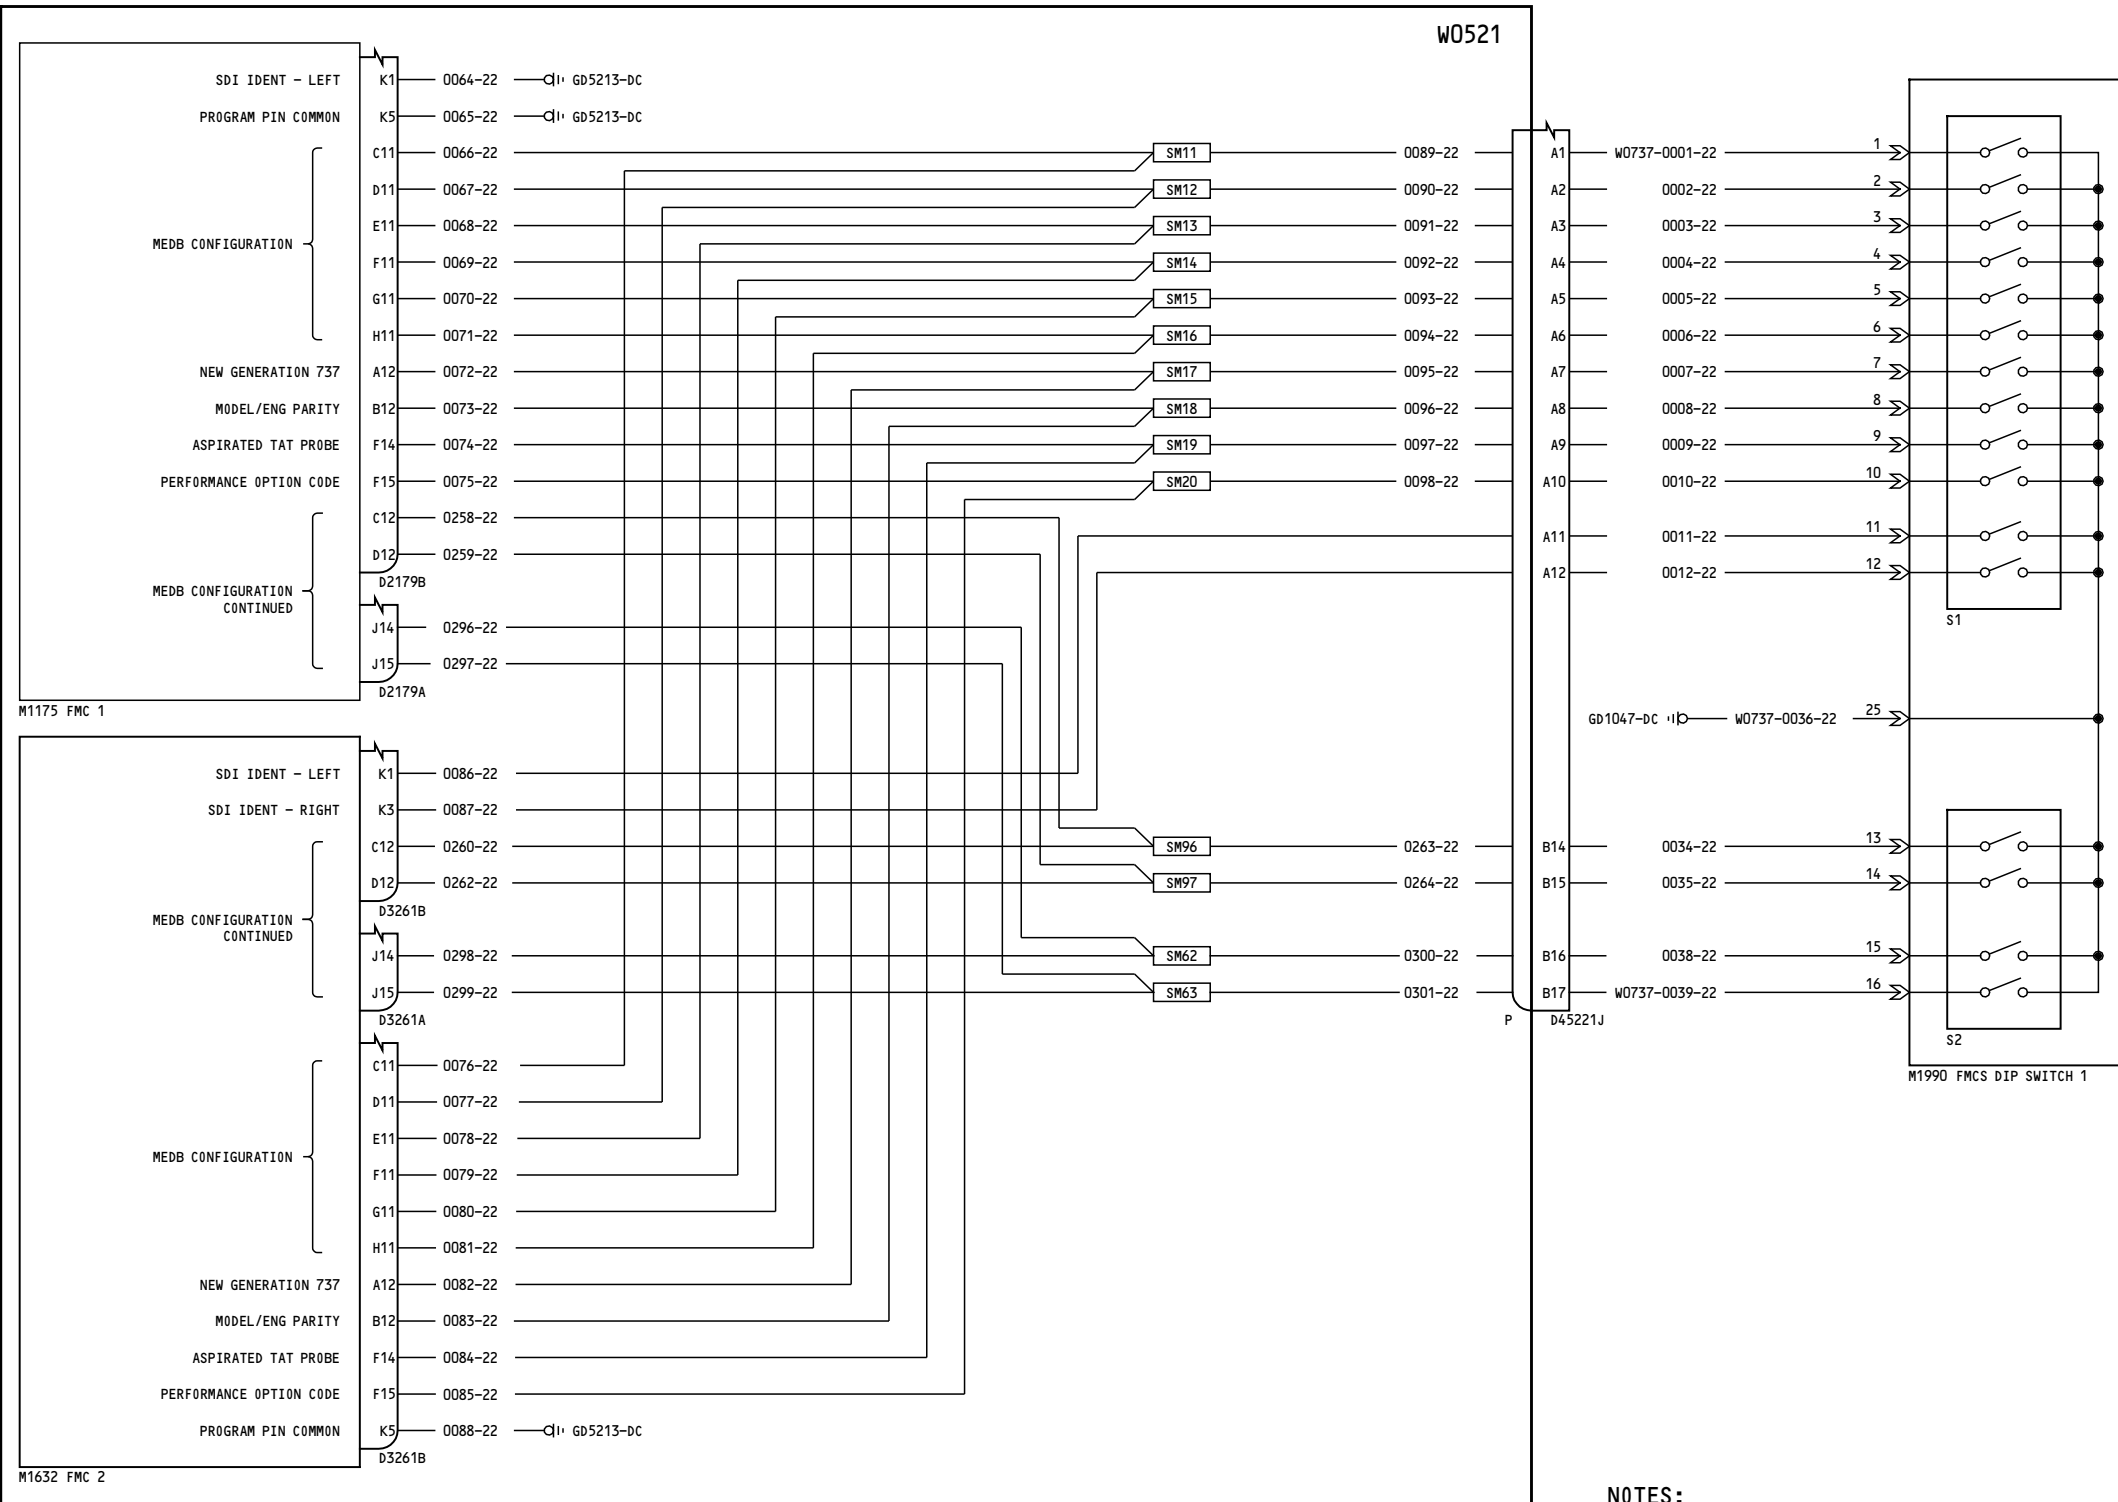 W0521
SDI IDENT – LEFT K1 0064–22 GD5213–DC
PROGRAM PIN COMMON K5 0065–22 GD5213–DC
C11 0066–22 SM11 0089–22 A1 W0737–0001–22 1
D11 0067–22 SM12 0090–22 A2 0002–22 2
E11 0068–22 SM13 0091–22 A3 0003–22 3
MEDB CONFIGURATION
F11 0069–22 SM14 0092–22 A4 0004–22 4
G11 0070–22 SM15 0093–22 A5 0005–22 5
H11 0071–22 SM16 0094–22 A6 0006–22 6
NEW GENERATION 737 A12 0072–22 SM17 0095–22 A7 0007–22 7
MODEL/ENG PARITY B12 0073–22 SM18 0096–22 A8 0008–22 8
ASPIRATED TAT PROBE F14 0074–22 SM19 0097–22 A9 0009–22 9
PERFORMANCE OPTION CODE F15 0075–22 SM20 0098–22 A10 0010–22 10
C12 0258–22
A11 0011–22 11
D12 0259–22
A12 0012–22 12
D2179B
MEDB CONFIGURATION
CONTINUED
S1
J14 0296–22
J15 0297–22
D2179A
M1175 FMC 1
GD1047–DC W0737–0036–22 25
SDI IDENT – LEFT K1 0086–22
SDI IDENT – RIGHT K3 0087–22
C12 0260–22 SM96 0263–22 B14 0034–22 13
D12 0262–22 SM97 0264–22 B15 0035–22 14
D3261B
MEDB CONFIGURATION
CONTINUED
J14 0298–22 SM62 0300–22 B16 0038–22 15
J15 0299–22 SM63 0301–22 B17 W0737–0039–22 16
D3261A
P D45221J
S2
C11 0076–22
M1990 FMCS DIP SWITCH 1
D11 0077–22
E11 0078–22
MEDB CONFIGURATION
F11 0079–22
G11 0080–22
H11 0081–22
NEW GENERATION 737 A12 0082–22
MODEL/ENG PARITY B12 0083–22
ASPIRATED TAT PROBE F14 0084–22
PERFORMANCE OPTION CODE F15 0085–22
PROGRAM PIN COMMON K5 0088–22 GD5213–DC
D3261B
M1632 FMC 2
NOTES: